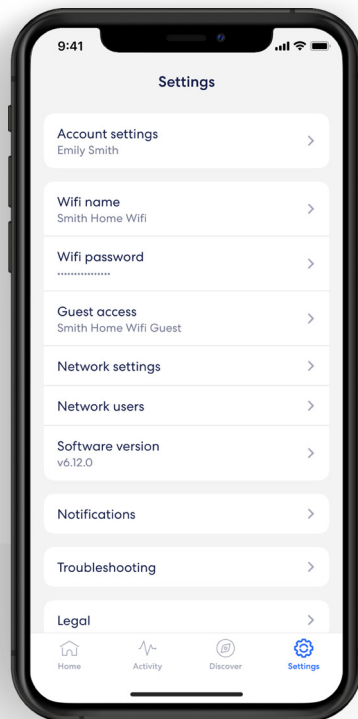 9:41
Settings
Account settings
Emily Smith
Wifi name
Smith Home Wifi
Wifi password
Guest access
Smith Home Wifi Guest
Network settings
Network users
Software version
v6.12.0
Notifications
Troubleshooting
Legal
Home Activity Discover Settings